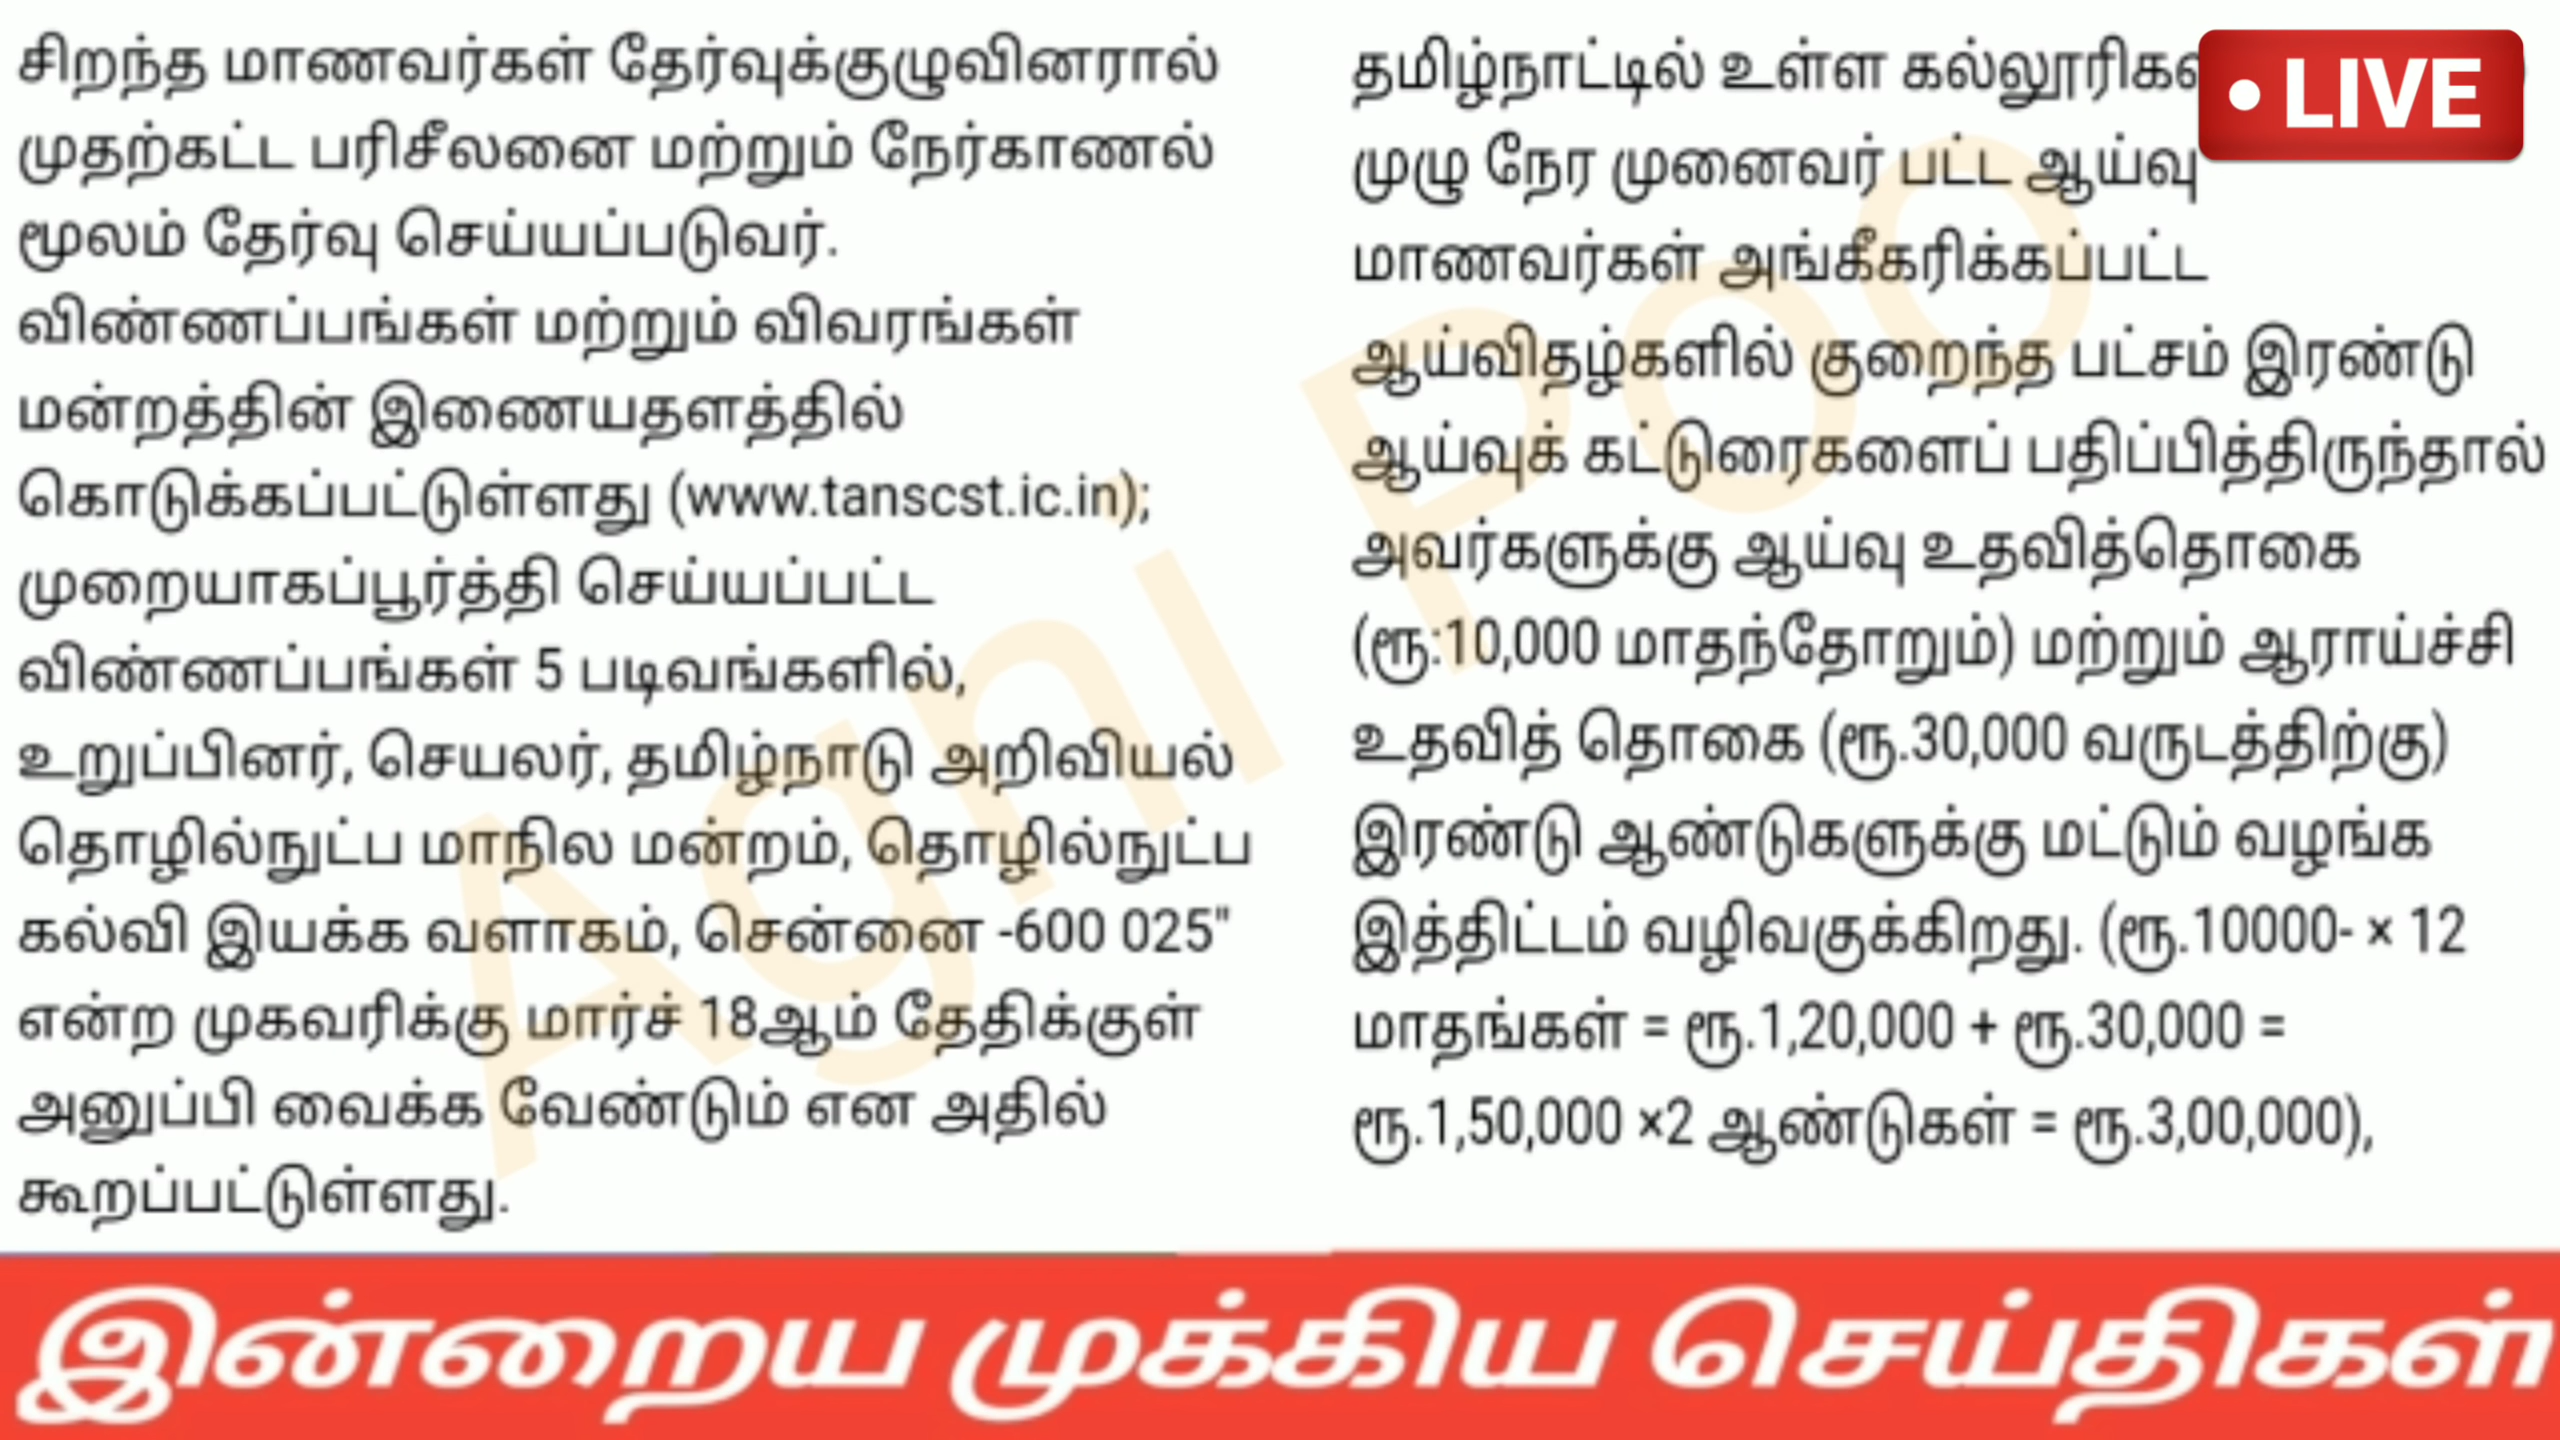 சிறந்த மாணவர்கள் தேர்வுக்குழுவினரால்
முதற்கட்ட பரிசீலனை மற்றும் நேர்காணல்
மூலம் தேர்வு செய்யப்படுவர்.
விண்ணப்பங்கள் மற்றும் விவரங்கள்
மன்றத்தின் இணையதளத்தில்
கொடுக்கப்பட்டுள்ளது (www.tanscst.ic.in);
முறையாகப்பூர்த்தி செய்யப்பட்ட
விண்ணப்பங்கள் 5 படிவங்களில்,
உறுப்பினர், செயலர், தமிழ்நாடு அறிவியல்
தொழில்நுட்ப மாநில மன்றம், தொழில்நுட்ப
கல்வி இயக்க வளாகம், சென்னை -600 025"
என்ற முகவரிக்கு மார்ச் 18ஆம் தேதிக்குள்
அனுப்பி வைக்க வேண்டும் என அதில்
கூறப்பட்டுள்ளது.
தமிழ்நாட்டில் உள்ள
முழு நேர முனைவர் பட்ட ஆய்வு
மாணவர்கள் அங்கீகரிக்கப்பட்ட
ஆய்விதழ்களில் குறைந்த பட்சம் இரண்டு
ஆய்வுக் கட்டுரைகளைப் பதிப்பித்திருந்தால்
அவர்களுக்கு ஆய்வு உதவித்தொகை
(ரூ:10,000 மாதந்தோறும்) மற்றும் ஆராய்ச்சி
உதவித் தொகை (ரூ.30,000 வருடத்திற்கு)
இரண்டு ஆண்டுகளுக்கு மட்டும் வழங்க
இத்திட்டம் வழிவகுக்கிறது. (ரூ.10000- × 12
மாதங்கள் = ரூ.1,20,000 + ரூ.30,000 =
ரூ.1,50,000 ×2 ஆண்டுகள் = ரூ.3,00,000),
• LIVE
Agni Poo
இன்றைய முக்கிய செய்திகள்